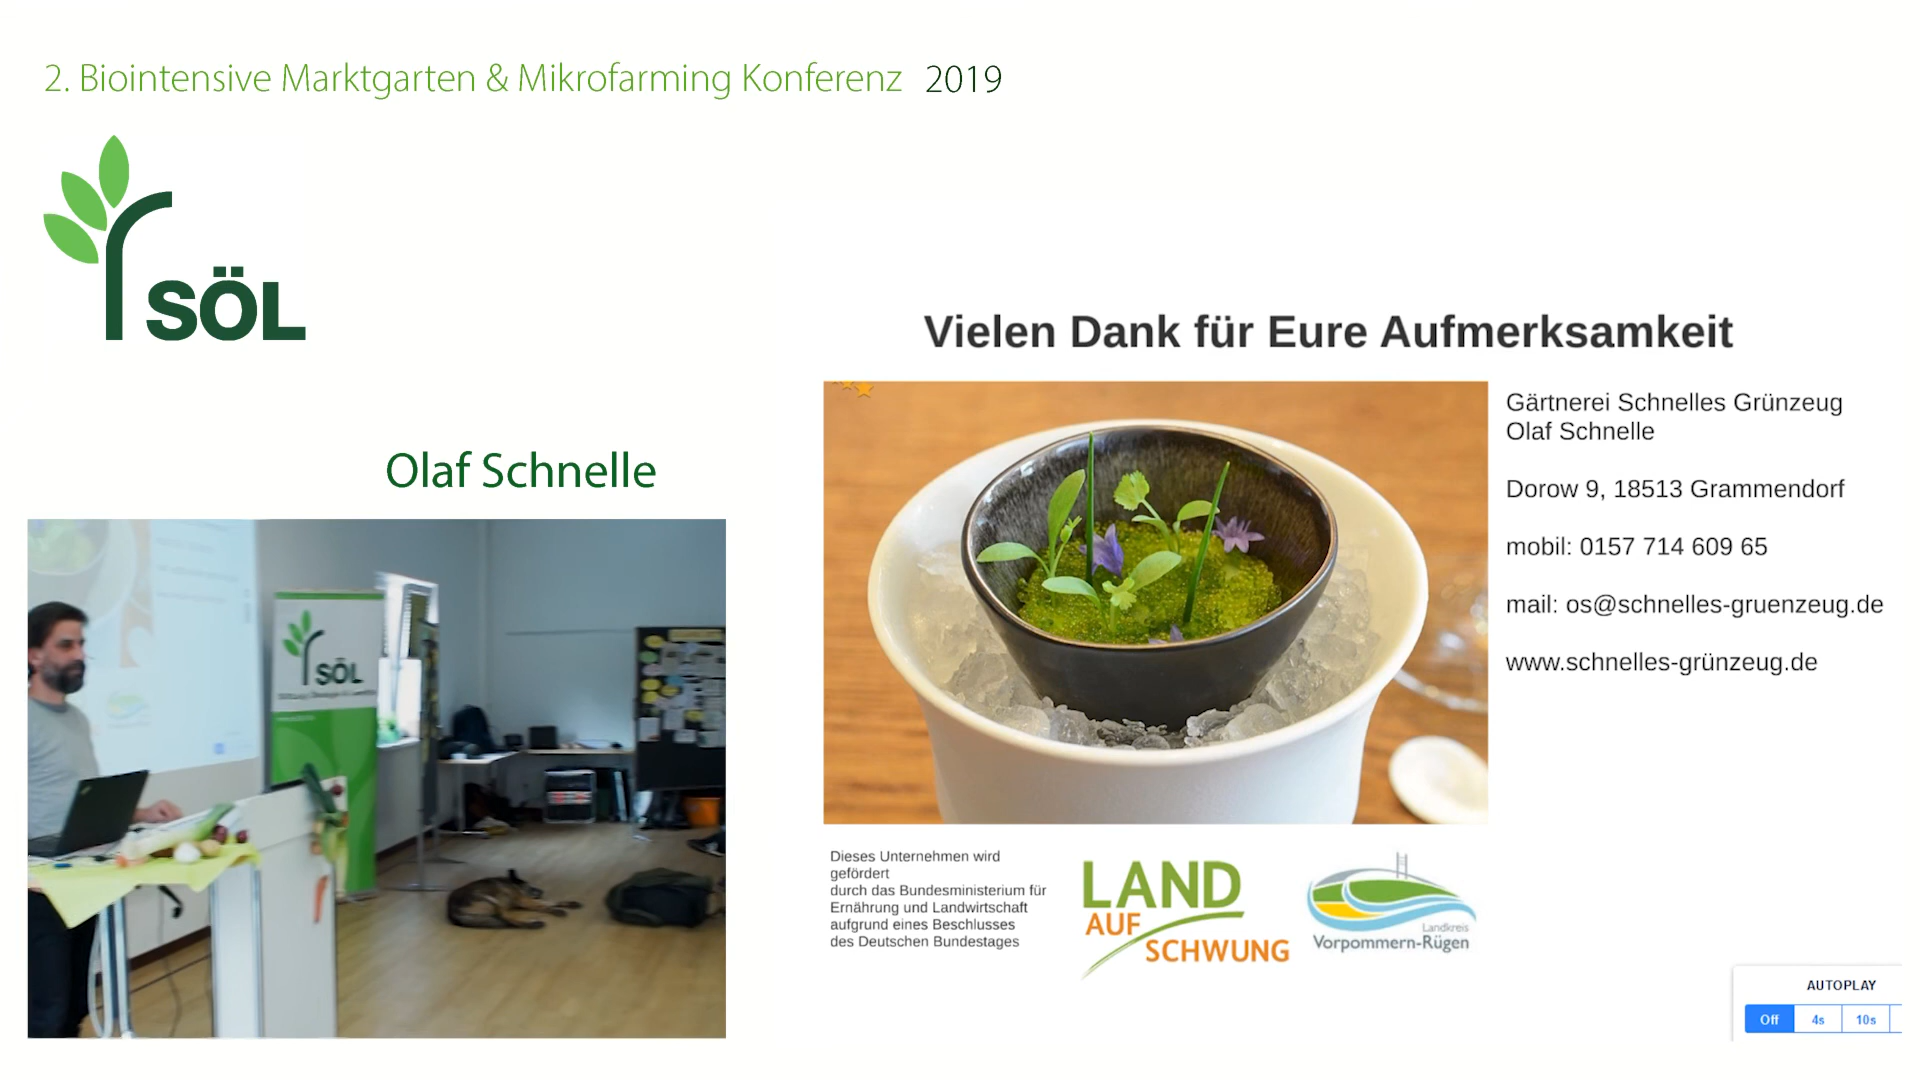 2. Biointensive Marktgarten & Mikrofarming Konferenz 2019
SÖL
Olaf Schnelle
SÖL
Vielen Dank für Eure Aufmerksamkeit
Gärtnerei Schnelles Grünzeug
Olaf Schnelle
Dorow 9, 18513 Grammendorf
mobil: 0157 714 609 65
mail: os@schnelles-gruenzeug.de
www.schnelles-grünzeug.de
Dieses Unternehmen wird
gefördert
durch das Bundesministerium für
Ernährung und Landwirtschaft
aufgrund eines Beschlusses
des Deutschen Bundestages
LAND
AUF
SCHWUNG
Landkreis
Vorpommern-Rügen
AUTOPLAY
Off 4s 10s